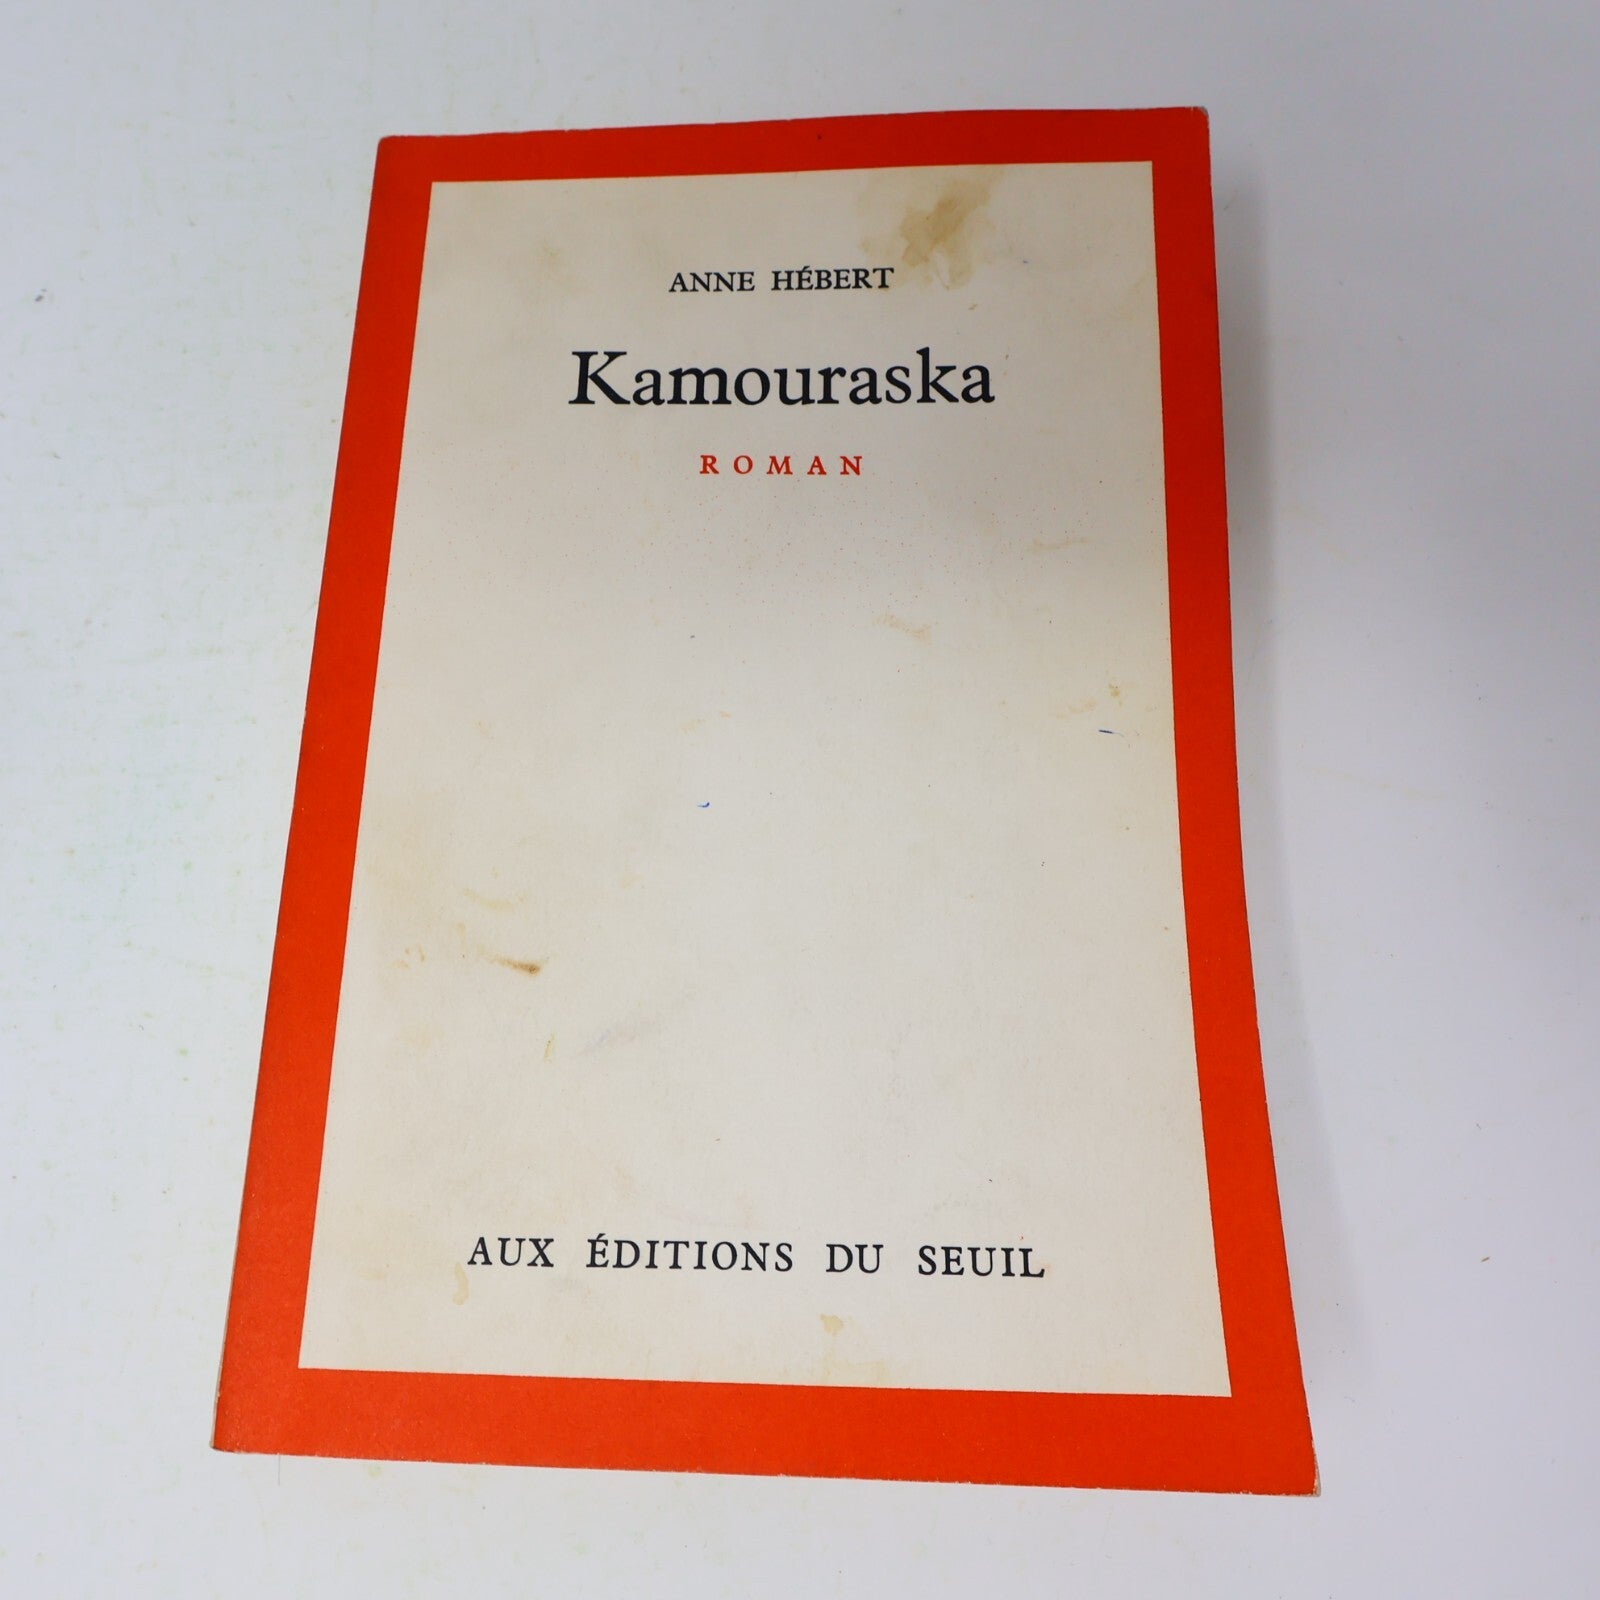 ANNE HÉBERT
Kamouraska
ROMAN
AUX ÉDITIONS DU SEUIL